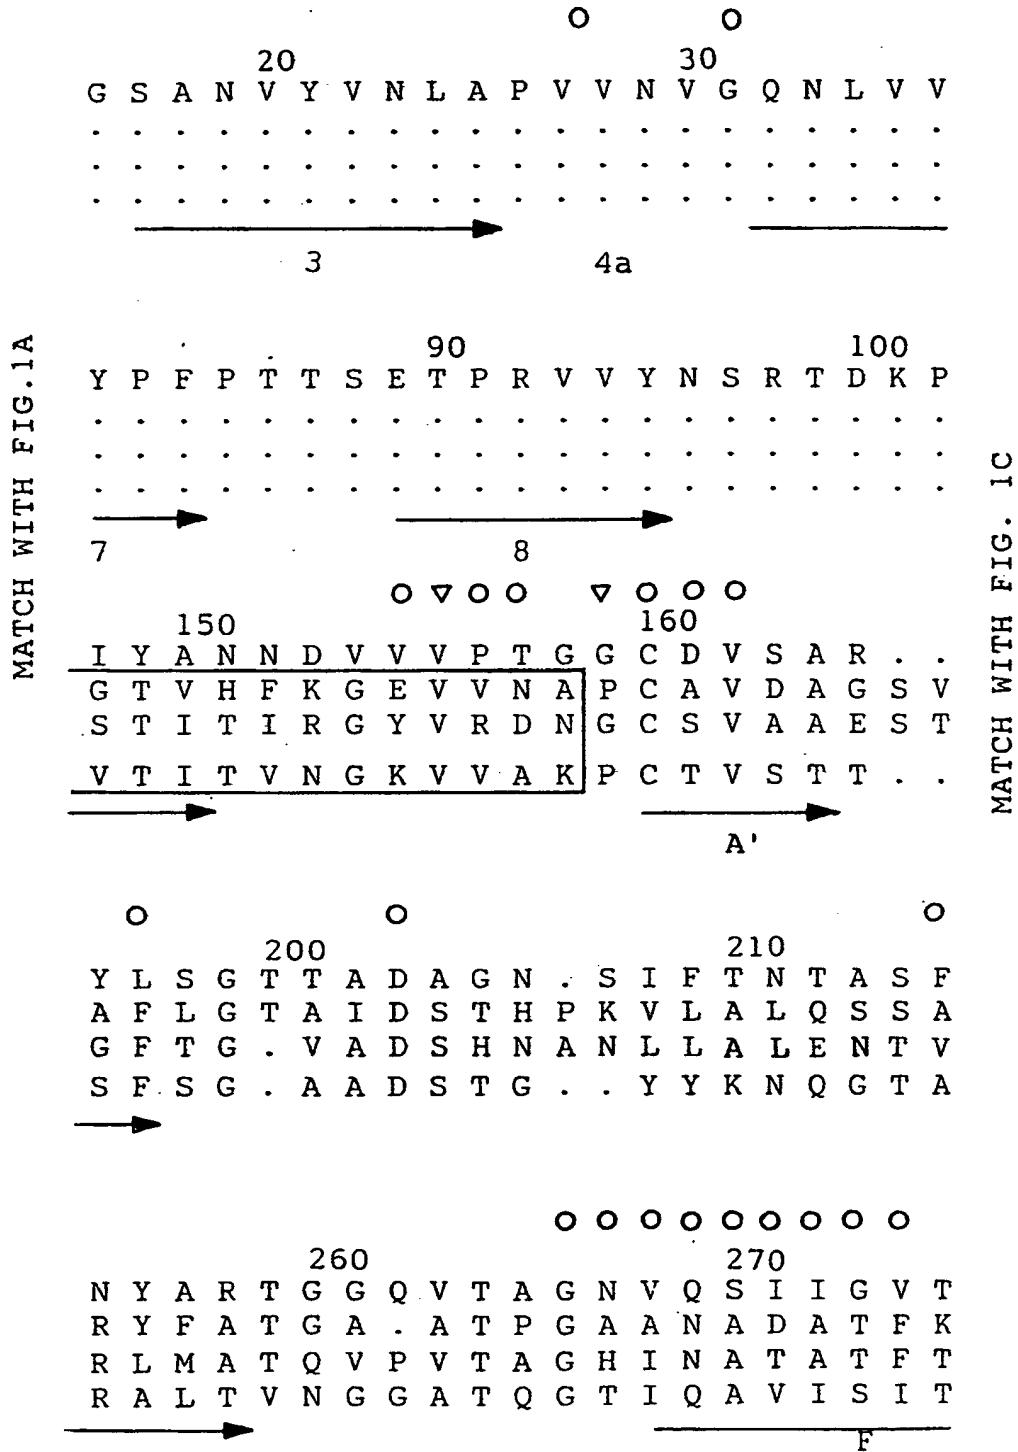 20 30
G S A N V Y V N L A P V V N V G Q N L V V
. . . . . . . . . . . . . . . . . . . . .
. . . . . . . . . . . . . . . . . . . . .
. . . . . . . . . . . . . . . . . . . . .
3 4a
MATCH WITH FIG.1A
90 100
Y P F P T T S E T P R V V Y N S R T D K P
. . . . . . . . . . . . . . . . . . . . .
. . . . . . . . . . . . . . . . . . . . .
. . . . . . . . . . . . . . . . . . . . .
7 8
MATCH WITH FIG. 1C
150 160
I Y A N N D V V V P T G G C D V S A R . .
G T V H F K G E V V N A P C A V D A G S V
S T I T I R G Y V R D N G C S V A A E S T
V T I T V N G K V V A K P C T V S T T . .
A'
200 210
Y L S G T T A D A G N . S I F T N T A S F
A F L G T A I D S T H P K V L A L Q S S A
G F T G . V A D S H N A N L L A L E N T V
S F S G . A A D S T G . . Y Y K N Q G T A
260 270
N Y A R T G G Q V T A G N V Q S I I G V T
R Y F A T G A . A T P G A A N A D A T F K
R L M A T Q V P V T A G H I N A T A T F T
R A L T V N G G A T Q G T I Q A V I S I T
F